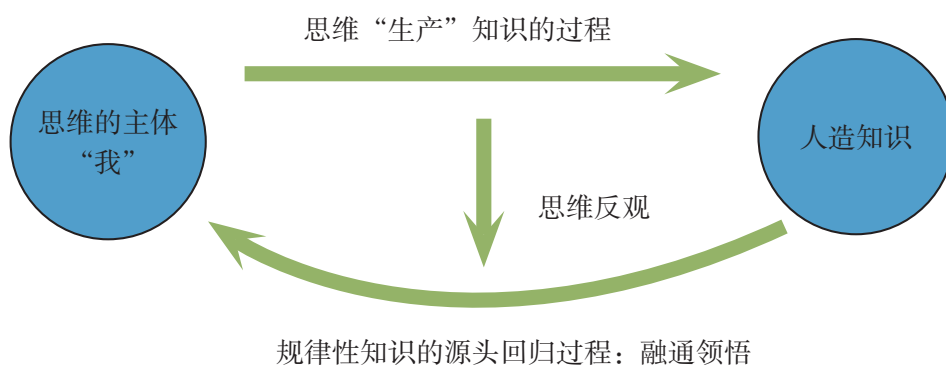 思维“生产”知识的过程
思维的主体
“我”
人造知识
思维反观
规律性知识的源头回归过程：融通领悟